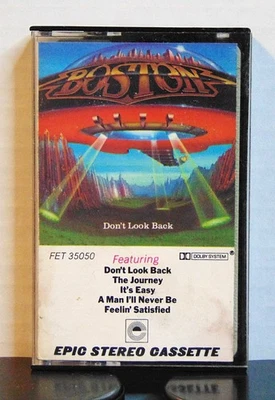 BOSTON
Don't Look Back
FET 35050
DOLBY SYSTEM
Featuring
Don't Look Back
The Journey
It's Easy
A Man I'll Never Be
Feelin' Satisfied
EPIC STEREO CASSETTE